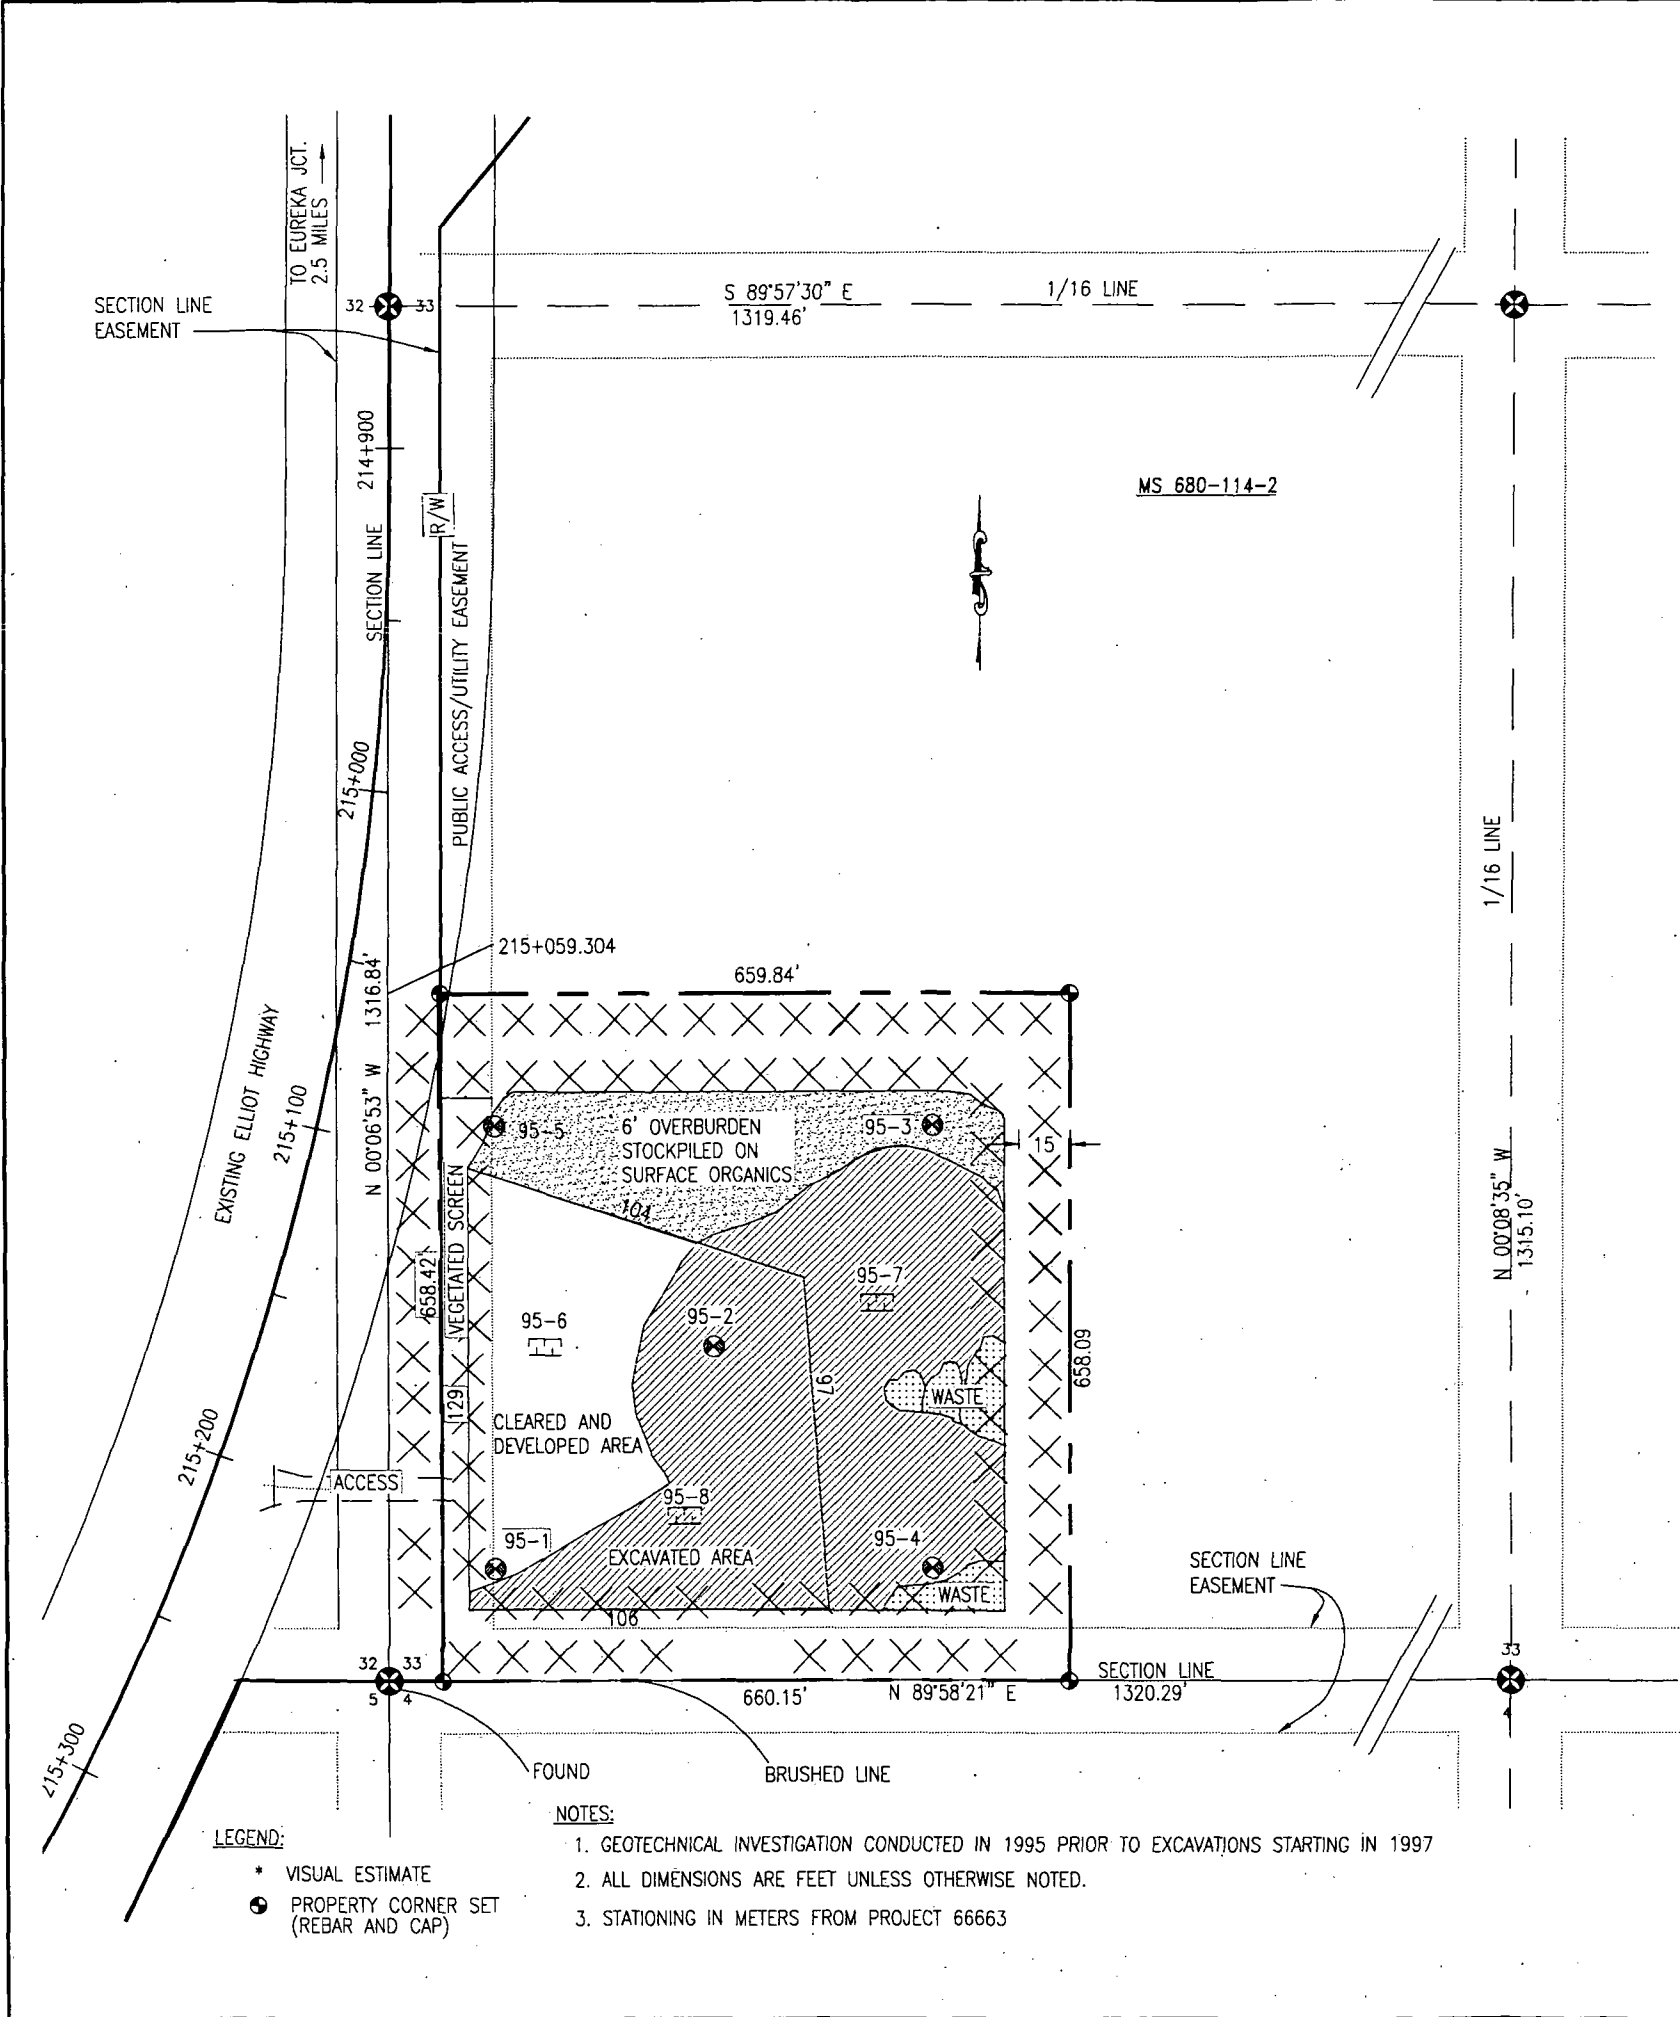 TO EUREKA JCT.
2.5 MILES
SECTION LINE
EASEMENT
32
33
S 89°57'30" E
1319.46'
1/16 LINE
214+900
SECTION LINE
R/W
PUBLIC ACCESS/UTILITY EASEMENT
MS 680-114-2
215+000
1/16 LINE
215+059.304
659.84'
N 00°06'53" W 1316.84'
EXISTING ELLIOT HIGHWAY
215+100
95-5
6' OVERBURDEN
STOCKPILED ON
SURFACE ORGANICS
95-3
15
104
VEGETATED SCREEN
658.42'
N 00°08'35" W
1315.10'
95-6
95-2
95-7
97
658.09
WASTE
129
CLEARED AND
DEVELOPED AREA
215+200
ACCESS
95-8
95-1
EXCAVATED AREA
95-4
WASTE
106
SECTION LINE
EASEMENT
32
33
5
4
660.15'
N 89°58'21" E
SECTION LINE
1320.29'
33
4
215+300
FOUND
BRUSHED LINE
LEGEND:
* VISUAL ESTIMATE
PROPERTY CORNER SET
(REBAR AND CAP)
NOTES:
1. GEOTECHNICAL INVESTIGATION CONDUCTED IN 1995 PRIOR TO EXCAVATIONS STARTING IN 1997
2. ALL DIMENSIONS ARE FEET UNLESS OTHERWISE NOTED.
3. STATIONING IN METERS FROM PROJECT 66663